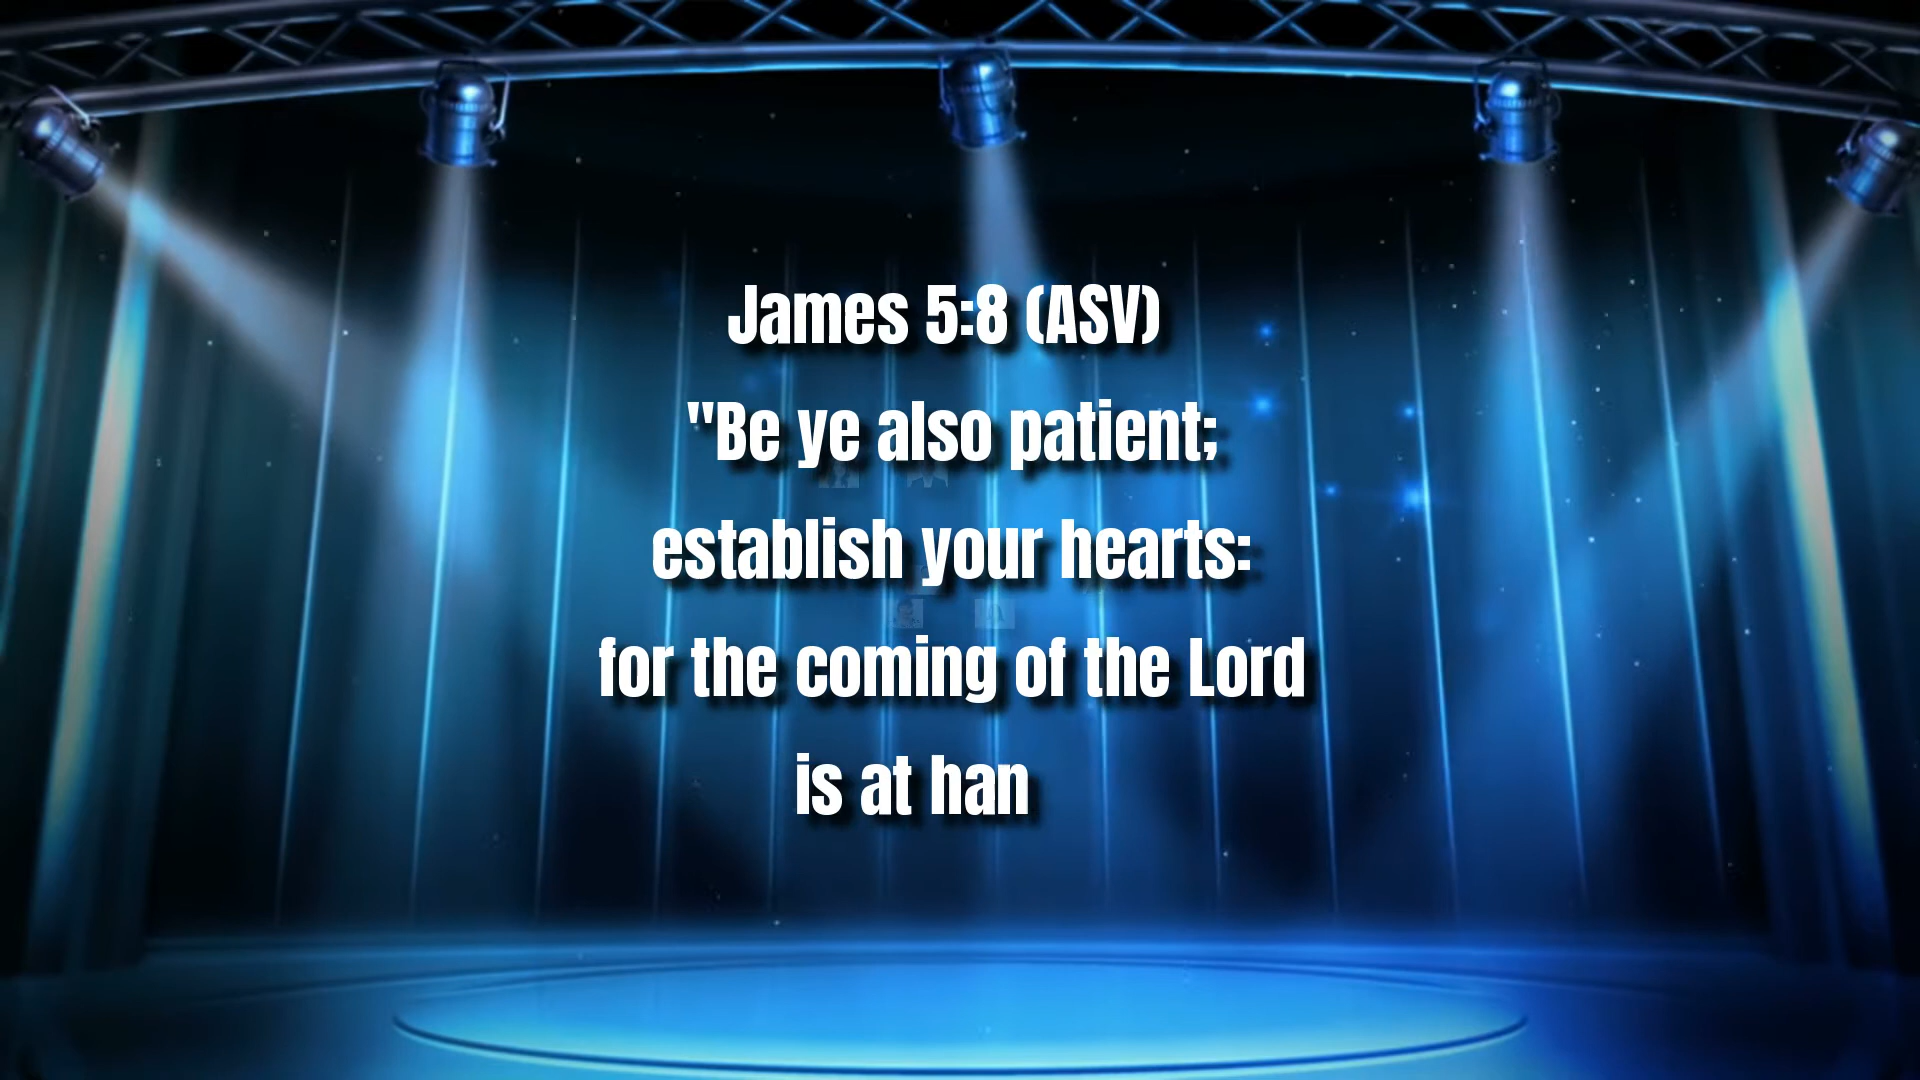 James 5:8 (ASV)
"Be ye also patient;
establish your hearts:
for the coming of the Lord
is at han